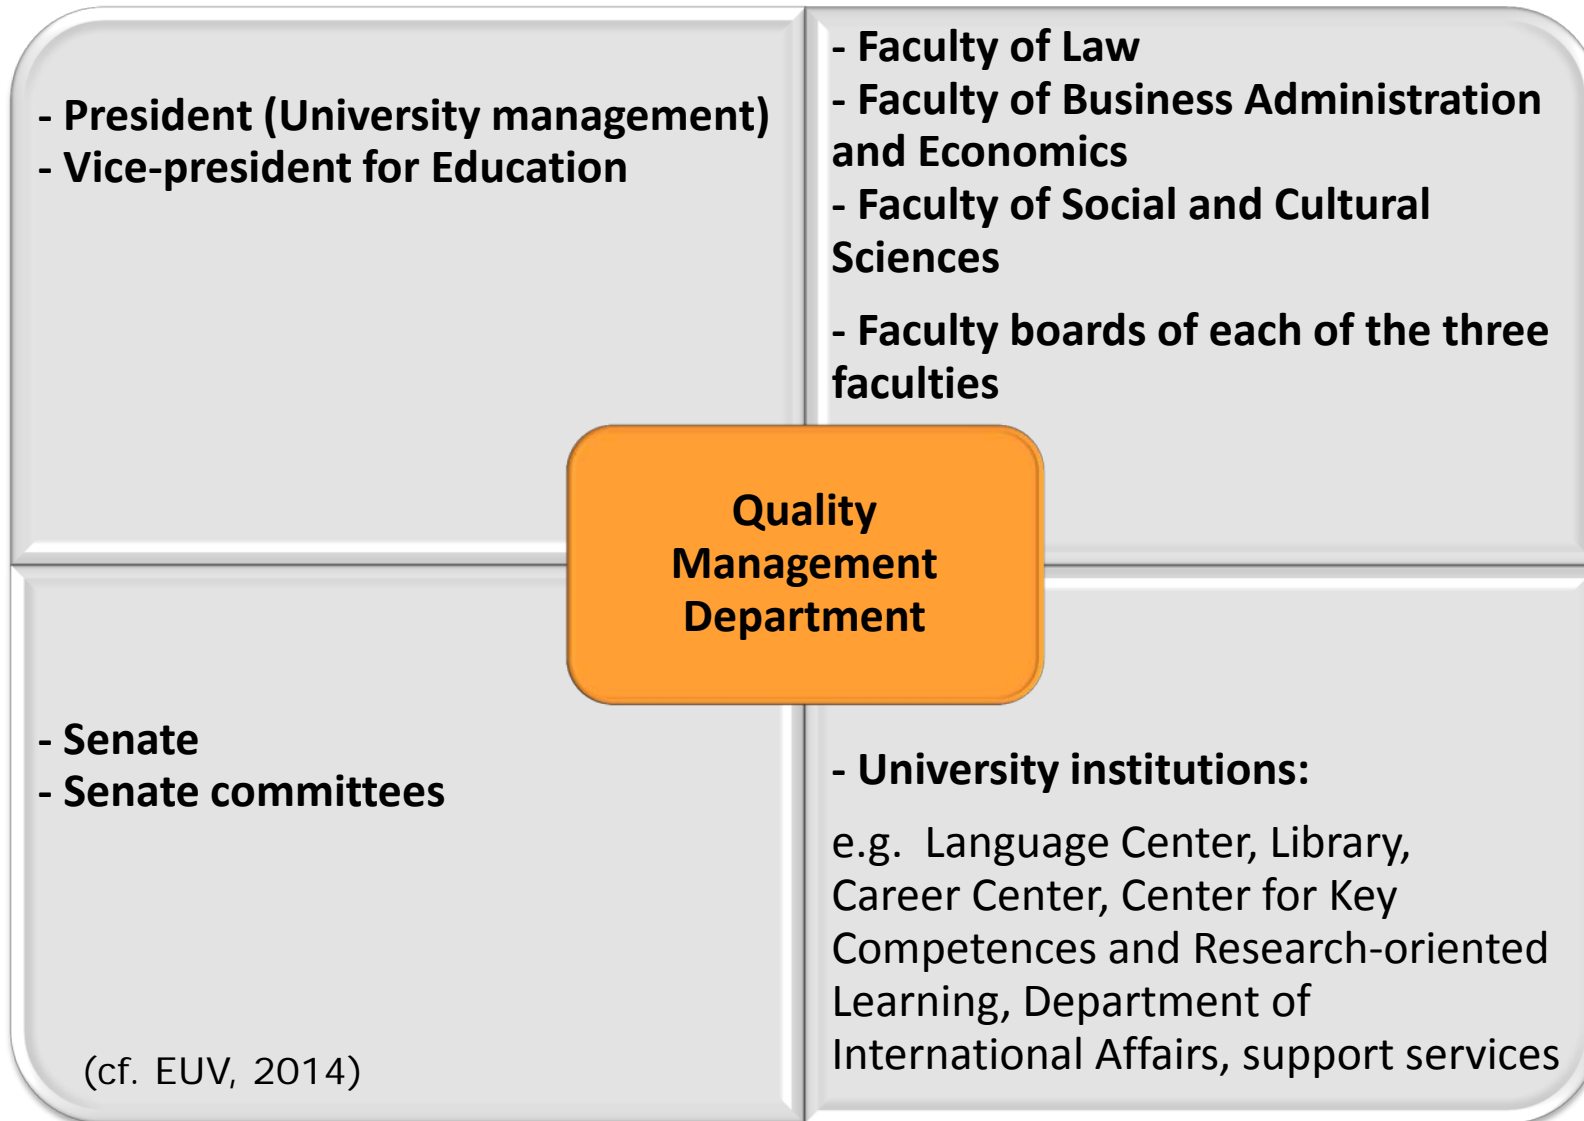 - President (University management)
- Vice-president for Education
- Faculty of Law
- Faculty of Business Administration
and Economics
- Faculty of Social and Cultural
Sciences
- Faculty boards of each of the three
faculties
Quality
Management
Department
- Senate
- Senate committees
(cf. EUV, 2014)
- University institutions:
e.g. Language Center, Library,
Career Center, Center for Key
Competences and Research-oriented
Learning, Department of
International Affairs, support services